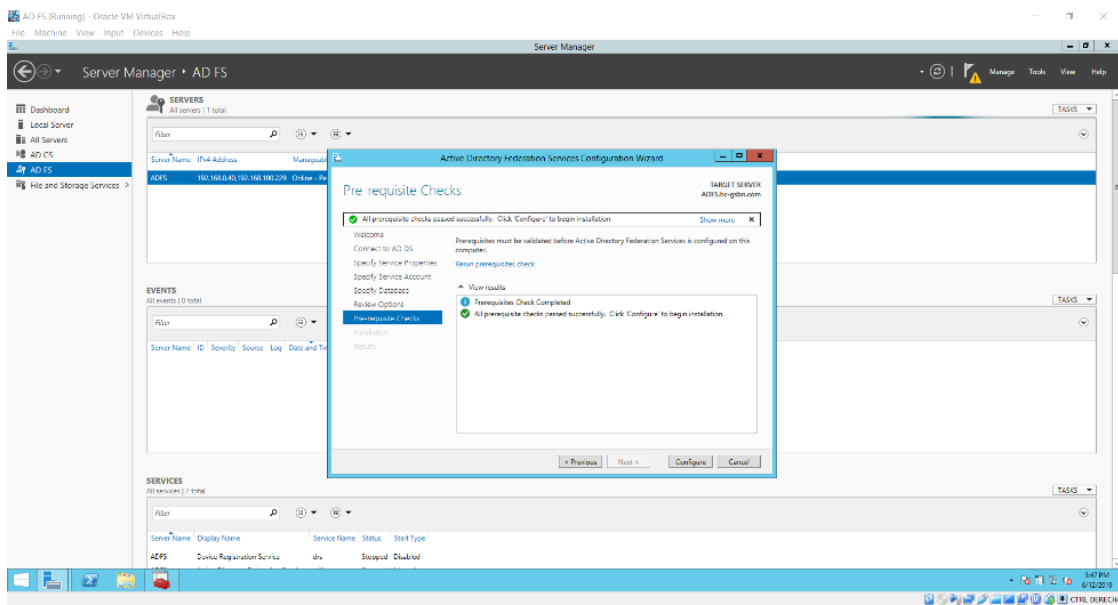 AD FS [Running] - Oracle VM VirtualBox
File Machine View Input Devices Help
Server Manager
Server Manager ‣ AD FS
Manage Tools View Help
Dashboard
Local Server
All Servers
AD CS
AD FS
File and Storage Services
SERVERS
All servers | 1 total
TASKS
Filter
Server Name IPv4 Address Manageabi
ADFS 192.168.0.40,192.168.100.229 Online - Pe
EVENTS
All events | 0 total
TASKS
Filter
Server Name ID Severity Source Log Date and Tim
SERVICES
All services | 2 total
TASKS
Filter
Server Name Display Name Service Name Status Start Type
ADFS Device Registration Service drs Stopped Disabled
Active Directory Federation Services Configuration Wizard
Pre-requisite Checks
TARGET SERVER
ADFS.hc-gsbn.com
All prerequisite checks passed successfully. Click 'Configure' to begin installation.
Show more
Welcome
Connect to AD DS
Specify Service Properties
Specify Service Account
Specify Database
Review Options
Pre-requisite Checks
Installation
Results
Prerequisites must be validated before Active Directory Federation Services is configured on this
computer.
Rerun prerequisites check
View results
Prerequisites Check Completed
All prerequisite checks passed successfully. Click 'Configure' to begin installation.
< Previous
Next >
Configure
Cancel
3:47 PM
6/12/2019
CTRL DERECH